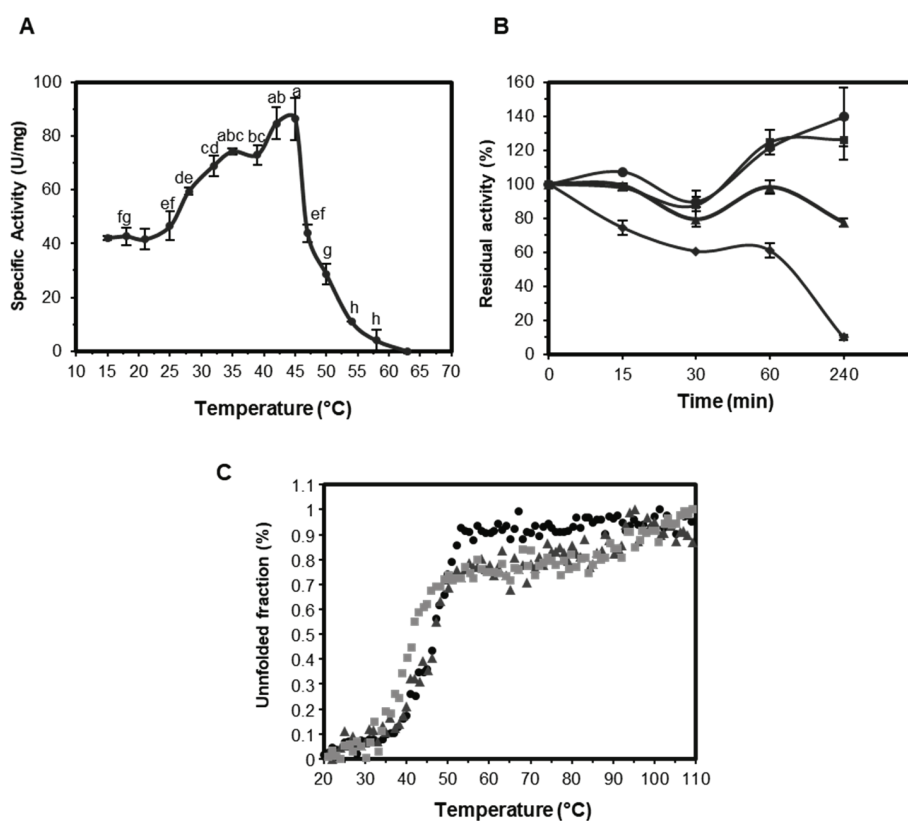 A
B
100
80
60
40
20
0
Specific Activity (U/mg)
fg
ef
de
cd
abc
bc
ab
a
ef
g
h
h
10 15 20 25 30 35 40 45 50 55 60 65 70
Temperature (°C)
160
140
120
100
80
60
40
20
0
Residual activity (%)
0 15 30 60 240
Time (min)
C
1.1
1
0.9
0.8
0.7
0.6
0.5
0.4
0.3
0.2
0.1
0
Unnfolded fraction (%)
20 30 40 50 60 70 80 90 100 110
Temperature (°C)